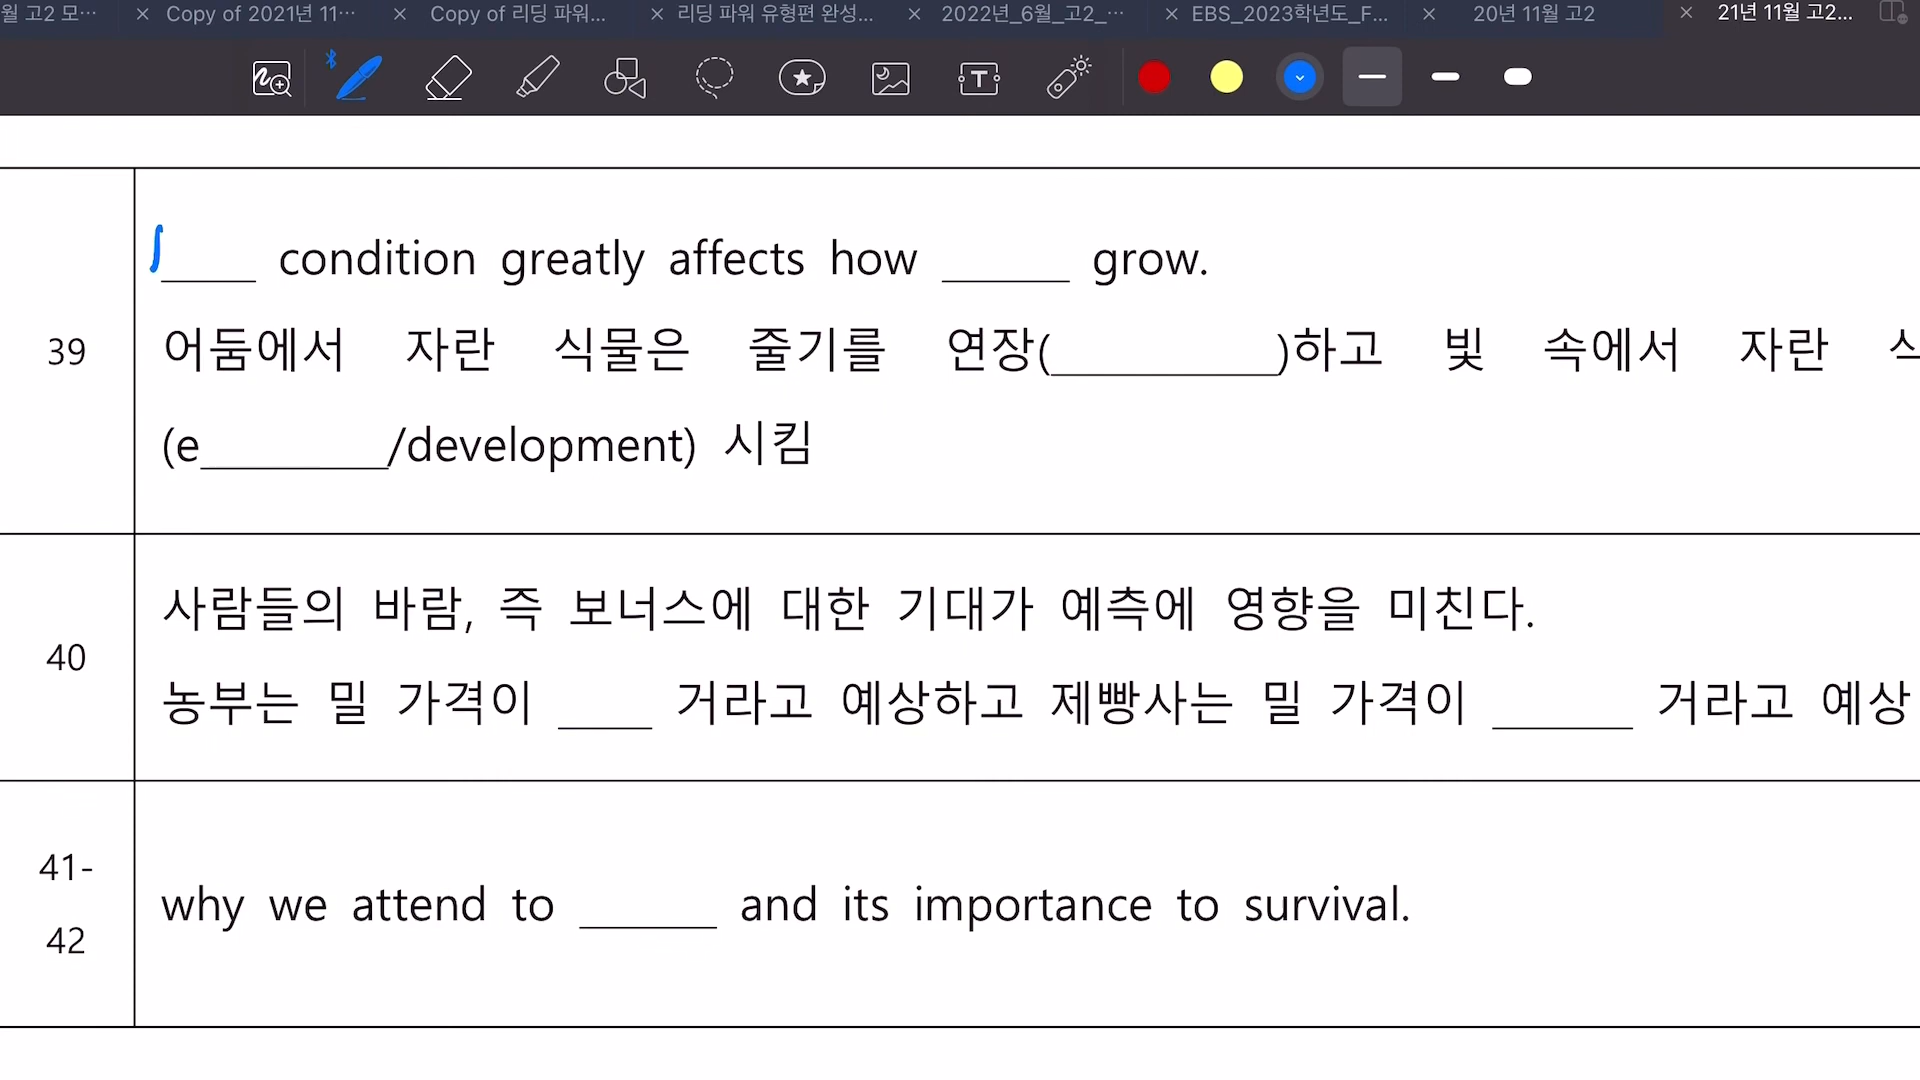 월 고2 모… × Copy of 2021년 11… × Copy of 리딩 파워… × 리딩 파워 유형편 완성… × 2022년_6월_고2_… × EBS_2023학년도_F… × 20년 11월 고2 × 21년 11월 고2…
____ condition greatly affects how ______ grow.
39
어둠에서 자란 식물은 줄기를 연장(__________)하고 빛 속에서 자란
(e________/development) 시킴
사람들의 바람, 즉 보너스에 대한 기대가 예측에 영향을 미친다.
40
농부는 밀 가격이 ____ 거라고 예상하고 제빵사는 밀 가격이 ______ 거라고 예상
41-
42
why we attend to ______ and its importance to survival.